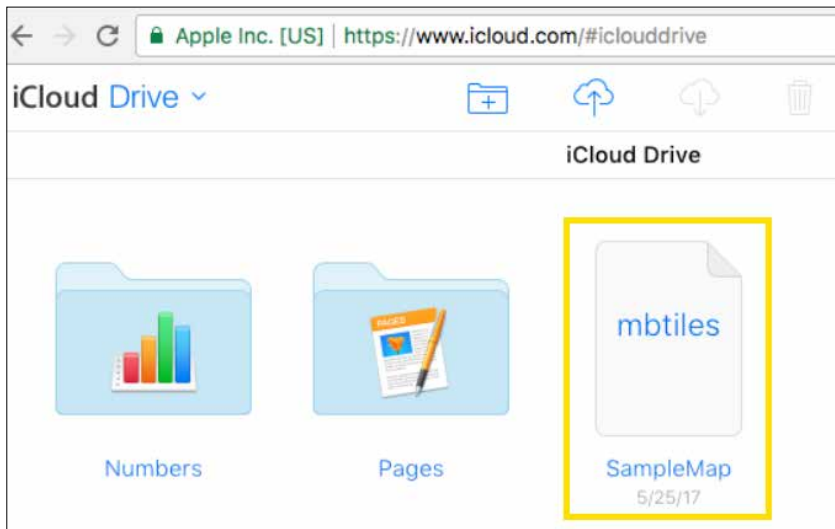 Apple Inc. [US] | https://www.icloud.com/#iclouddrive
iCloud Drive
iCloud Drive
PAGES
mbtiles
Numbers
Pages
SampleMap
5/25/17